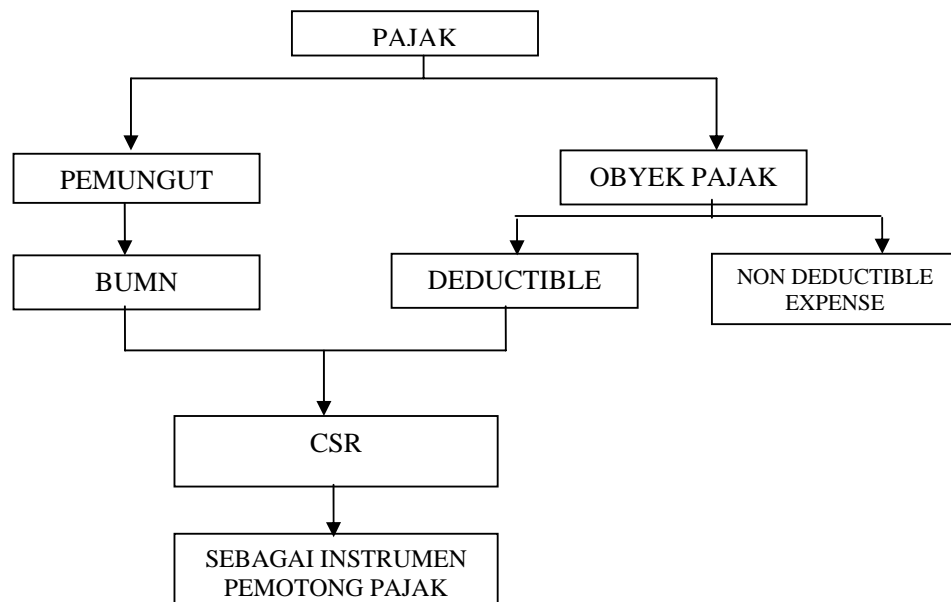 PAJAK
PEMUNGUT
OBYEK PAJAK
BUMN
DEDUCTIBLE
NON DEDUCTIBLE
EXPENSE
CSR
SEBAGAI INSTRUMEN
PEMOTONG PAJAK